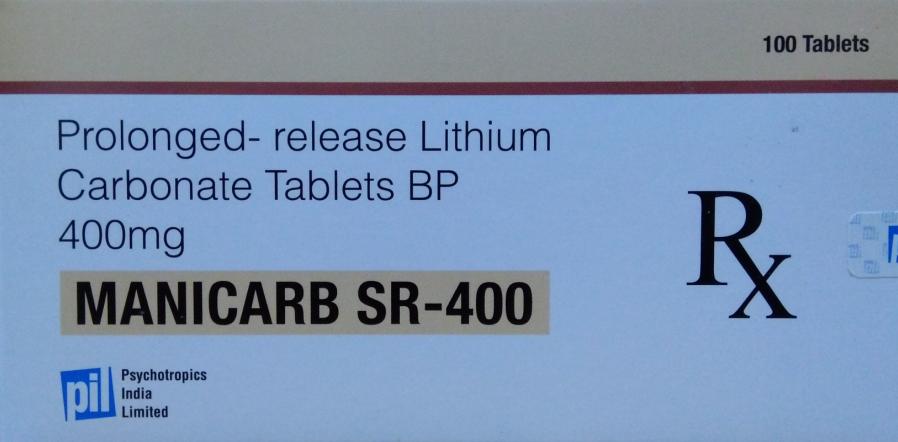 100 Tablets
Prolonged- release Lithium
Carbonate Tablets BP
400mg
Rx
MANICARB SR-400
pil
Psychotropics
India
Limited